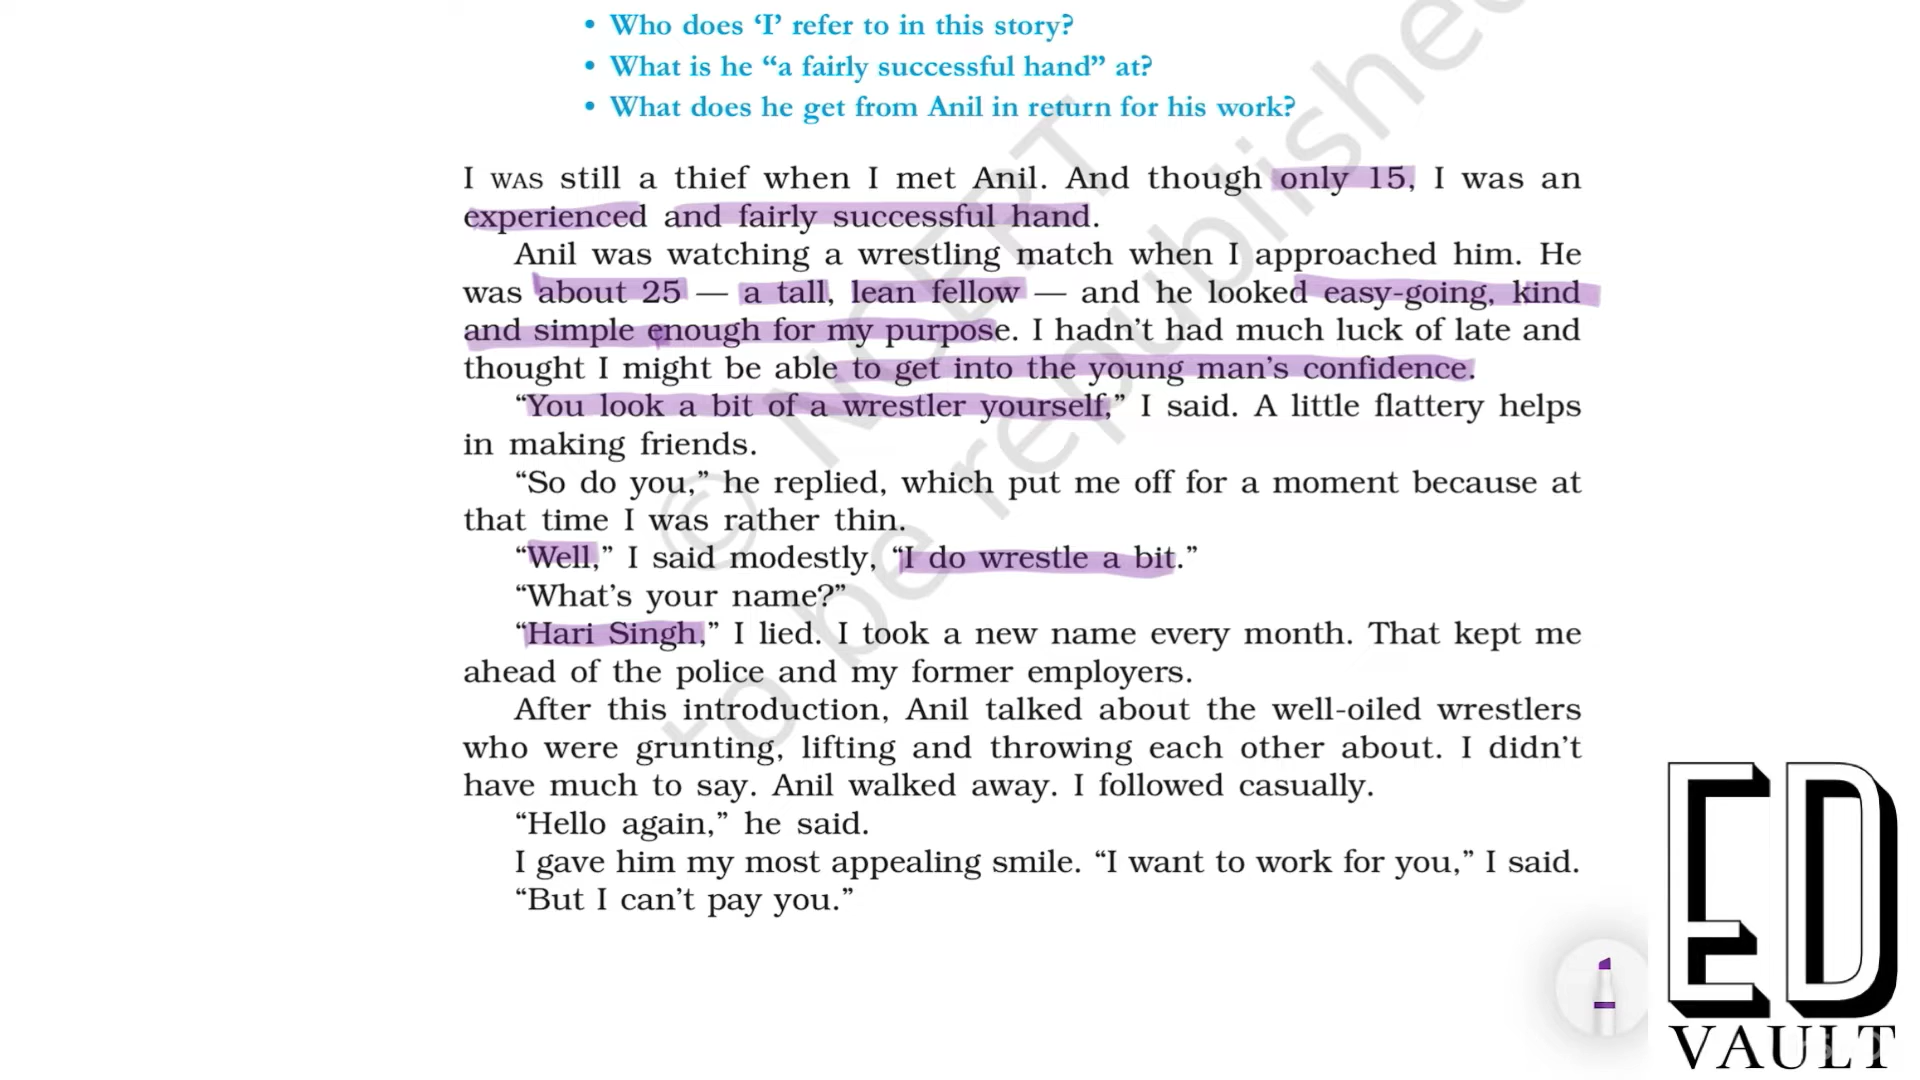 • Who does ‘I’ refer to in this story?
• What is he “a fairly successful hand” at?
• What does he get from Anil in return for his work?
I WAS still a thief when I met Anil. And though only 15, I was an
experienced and fairly successful hand.
Anil was watching a wrestling match when I approached him. He
was about 25 — a tall, lean fellow — and he looked easy-going, kind
and simple enough for my purpose. I hadn’t had much luck of late and
thought I might be able to get into the young man’s confidence.
“You look a bit of a wrestler yourself,” I said. A little flattery helps
in making friends.
“So do you,” he replied, which put me off for a moment because at
that time I was rather thin.
“Well,” I said modestly, “I do wrestle a bit.”
“What’s your name?”
“Hari Singh,” I lied. I took a new name every month. That kept me
ahead of the police and my former employers.
After this introduction, Anil talked about the well-oiled wrestlers
who were grunting, lifting and throwing each other about. I didn’t
have much to say. Anil walked away. I followed casually.
“Hello again,” he said.
I gave him my most appealing smile. “I want to work for you,” I said.
“But I can’t pay you.”
© NCERT
to be republished
ED
VAULT